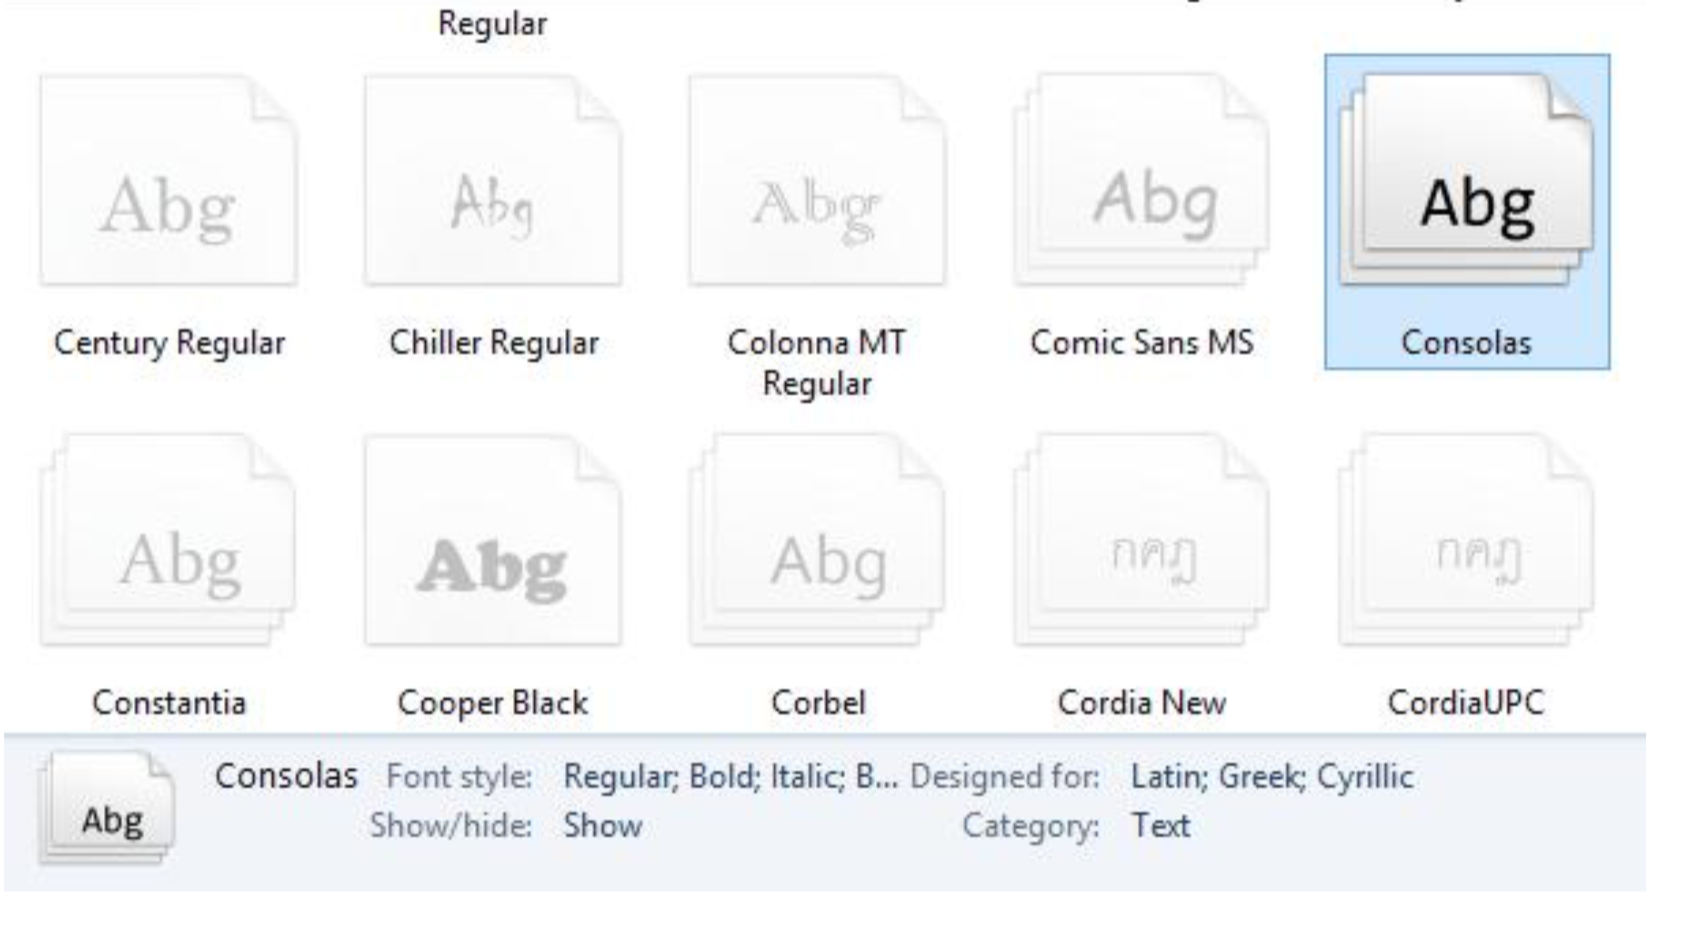 Regular
Abg
Abg
Abg
Abg
Abg
Century Regular
Chiller Regular
Colonna MT
Regular
Comic Sans MS
Consolas
Abg
Abg
Abg
กคฎ
กคฎ
Constantia
Cooper Black
Corbel
Cordia New
CordiaUPC
Abg
Consolas Font style: Regular; Bold; Italic; B... Designed for: Latin; Greek; Cyrillic
Show/hide: Show Category: Text